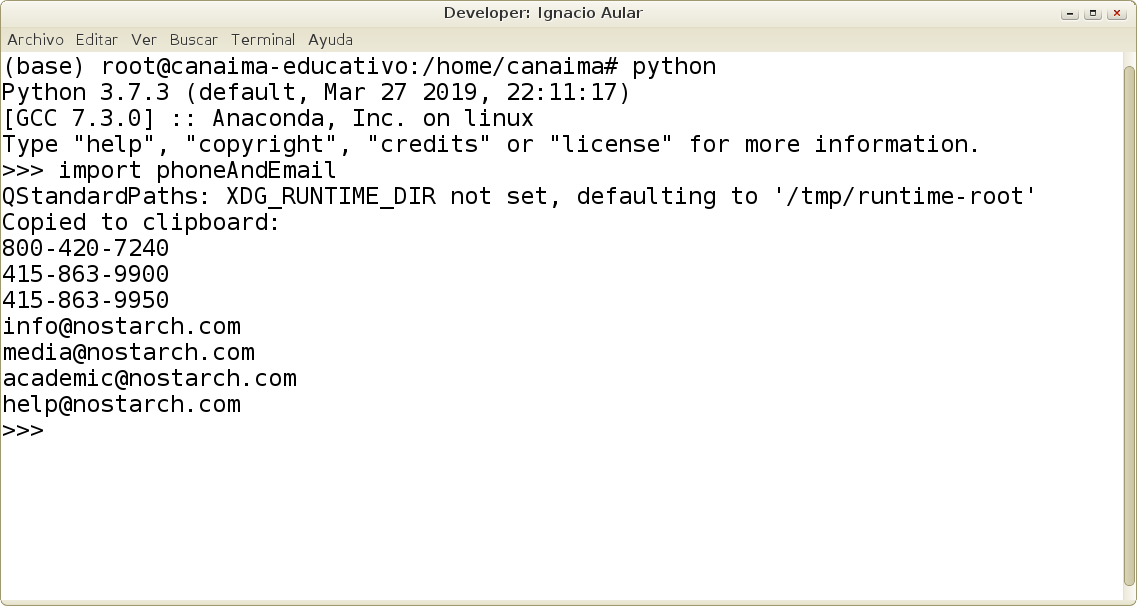 Developer: Ignacio Aular
Archivo Editar Ver Buscar Terminal Ayuda
(base) root@canaima-educativo:/home/canaima# python
Python 3.7.3 (default, Mar 27 2019, 22:11:17)
[GCC 7.3.0] :: Anaconda, Inc. on linux
Type "help", "copyright", "credits" or "license" for more information.
>>> import phoneAndEmail
QStandardPaths: XDG_RUNTIME_DIR not set, defaulting to '/tmp/runtime-root'
Copied to clipboard:
800-420-7240
415-863-9900
415-863-9950
info@nostarch.com
media@nostarch.com
academic@nostarch.com
help@nostarch.com
>>>